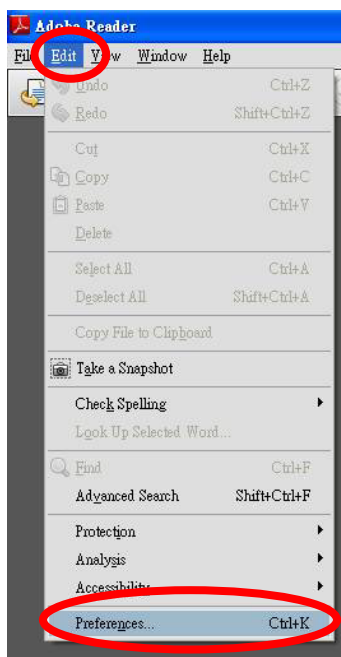 Adobe Reader
File Edit View Window Help
Undo Ctrl+Z
Redo Shift+Ctrl+Z
Cut Ctrl+X
Copy Ctrl+C
Paste Ctrl+V
Delete
Select All Ctrl+A
Deselect All Shift+Ctrl+A
Copy File to Clipboard
Take a Snapshot
Check Spelling
Look Up Selected Word...
Find Ctrl+F
Advanced Search Shift+Ctrl+F
Protection
Analysis
Accessibility
Preferences... Ctrl+K